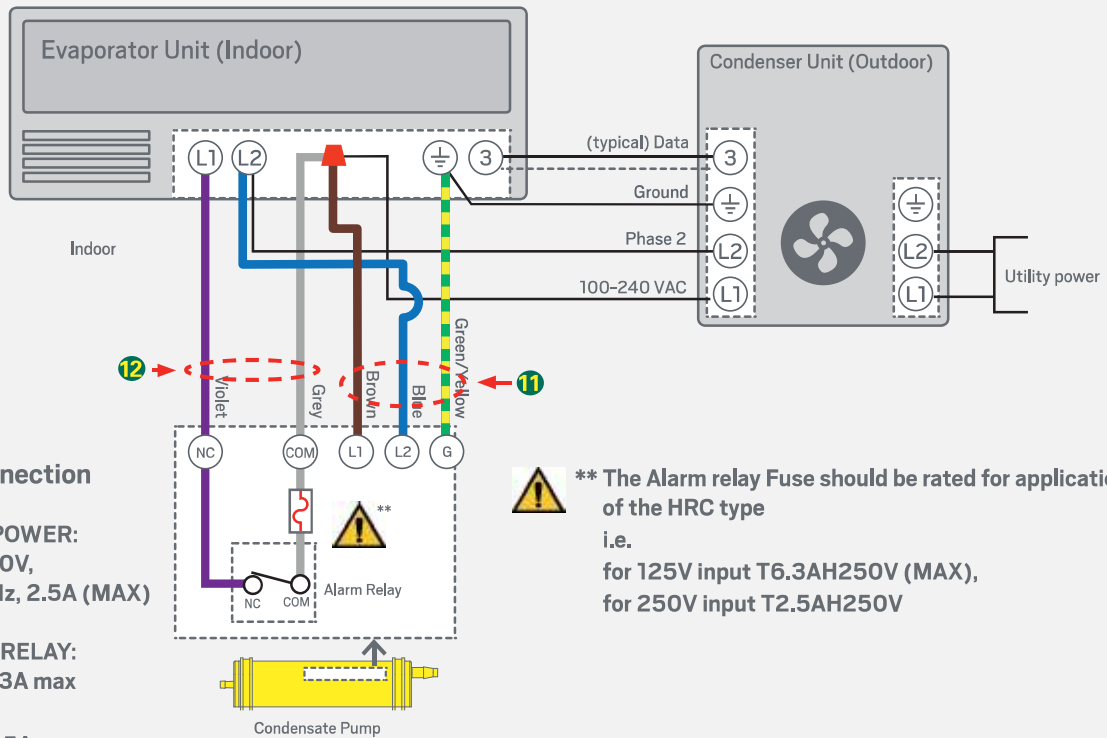 Evaporator Unit (Indoor)
Condenser Unit (Outdoor)
L1 L2 3
(typical) Data
3
Ground
Indoor
Phase 2
L2 L2
Utility power
100-240 VAC
L1 L1
12
11
Violet
Grey
Brown
Blue
Green/Yellow
NC COM L1 L2 G
**
NC COM
Alarm Relay
Condensate Pump
nection
POWER:
0V,
Hz, 2.5A (MAX)
RELAY:
3A max
** The Alarm relay Fuse should be rated for applicatio
of the HRC type
i.e.
for 125V input T6.3AH250V (MAX),
for 250V input T2.5AH250V